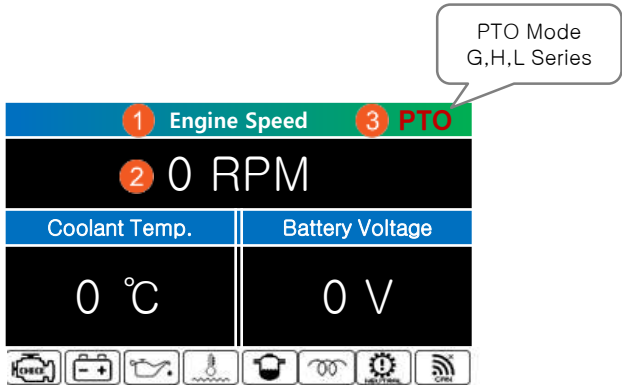 PTO Mode
G,H,L Series
1 Engine Speed 3 PTO
2 0 RPM
Coolant Temp. Battery Voltage
0 ℃ 0 V
CHECK - + NEUTRAL CAN